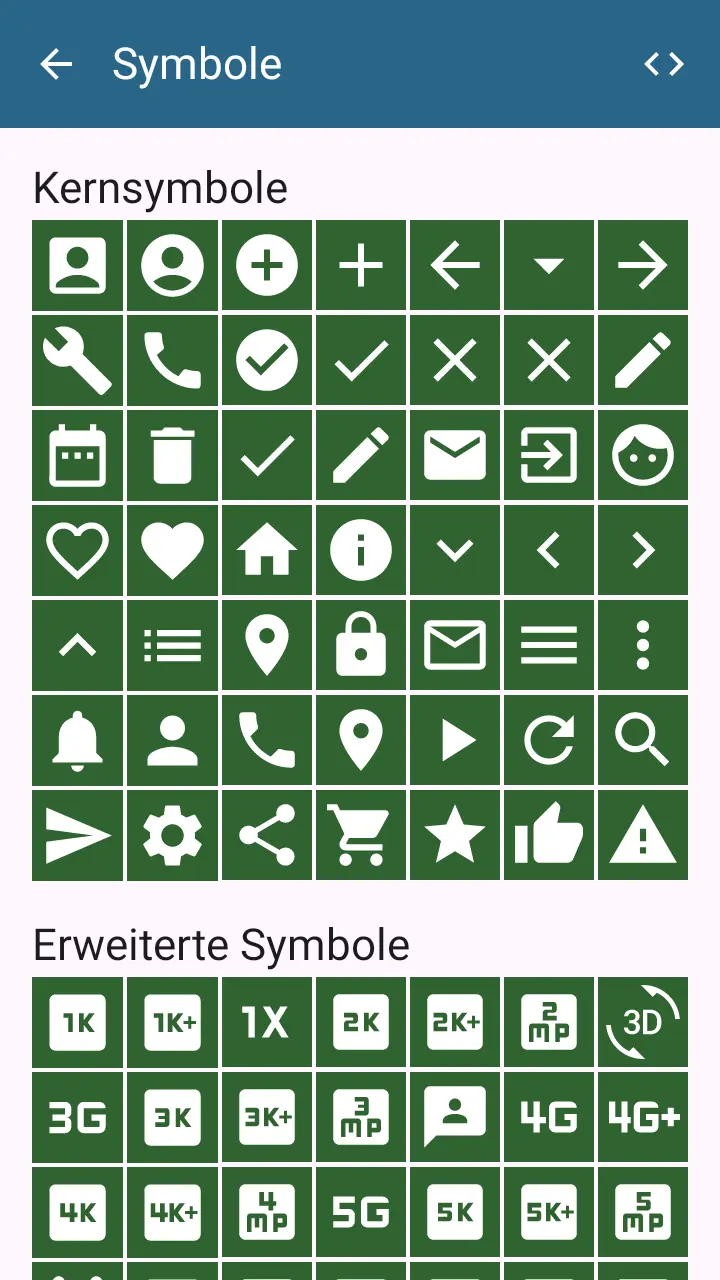 Symbole
Kernsymbole
Erweiterte Symbole
1K 1K+ 1X 2K 2K+ 2 MP 3D
3G 3K 3K+ 3 MP 4G 4G+
4K 4K+ 4 MP 5G 5K 5K+ 5 MP